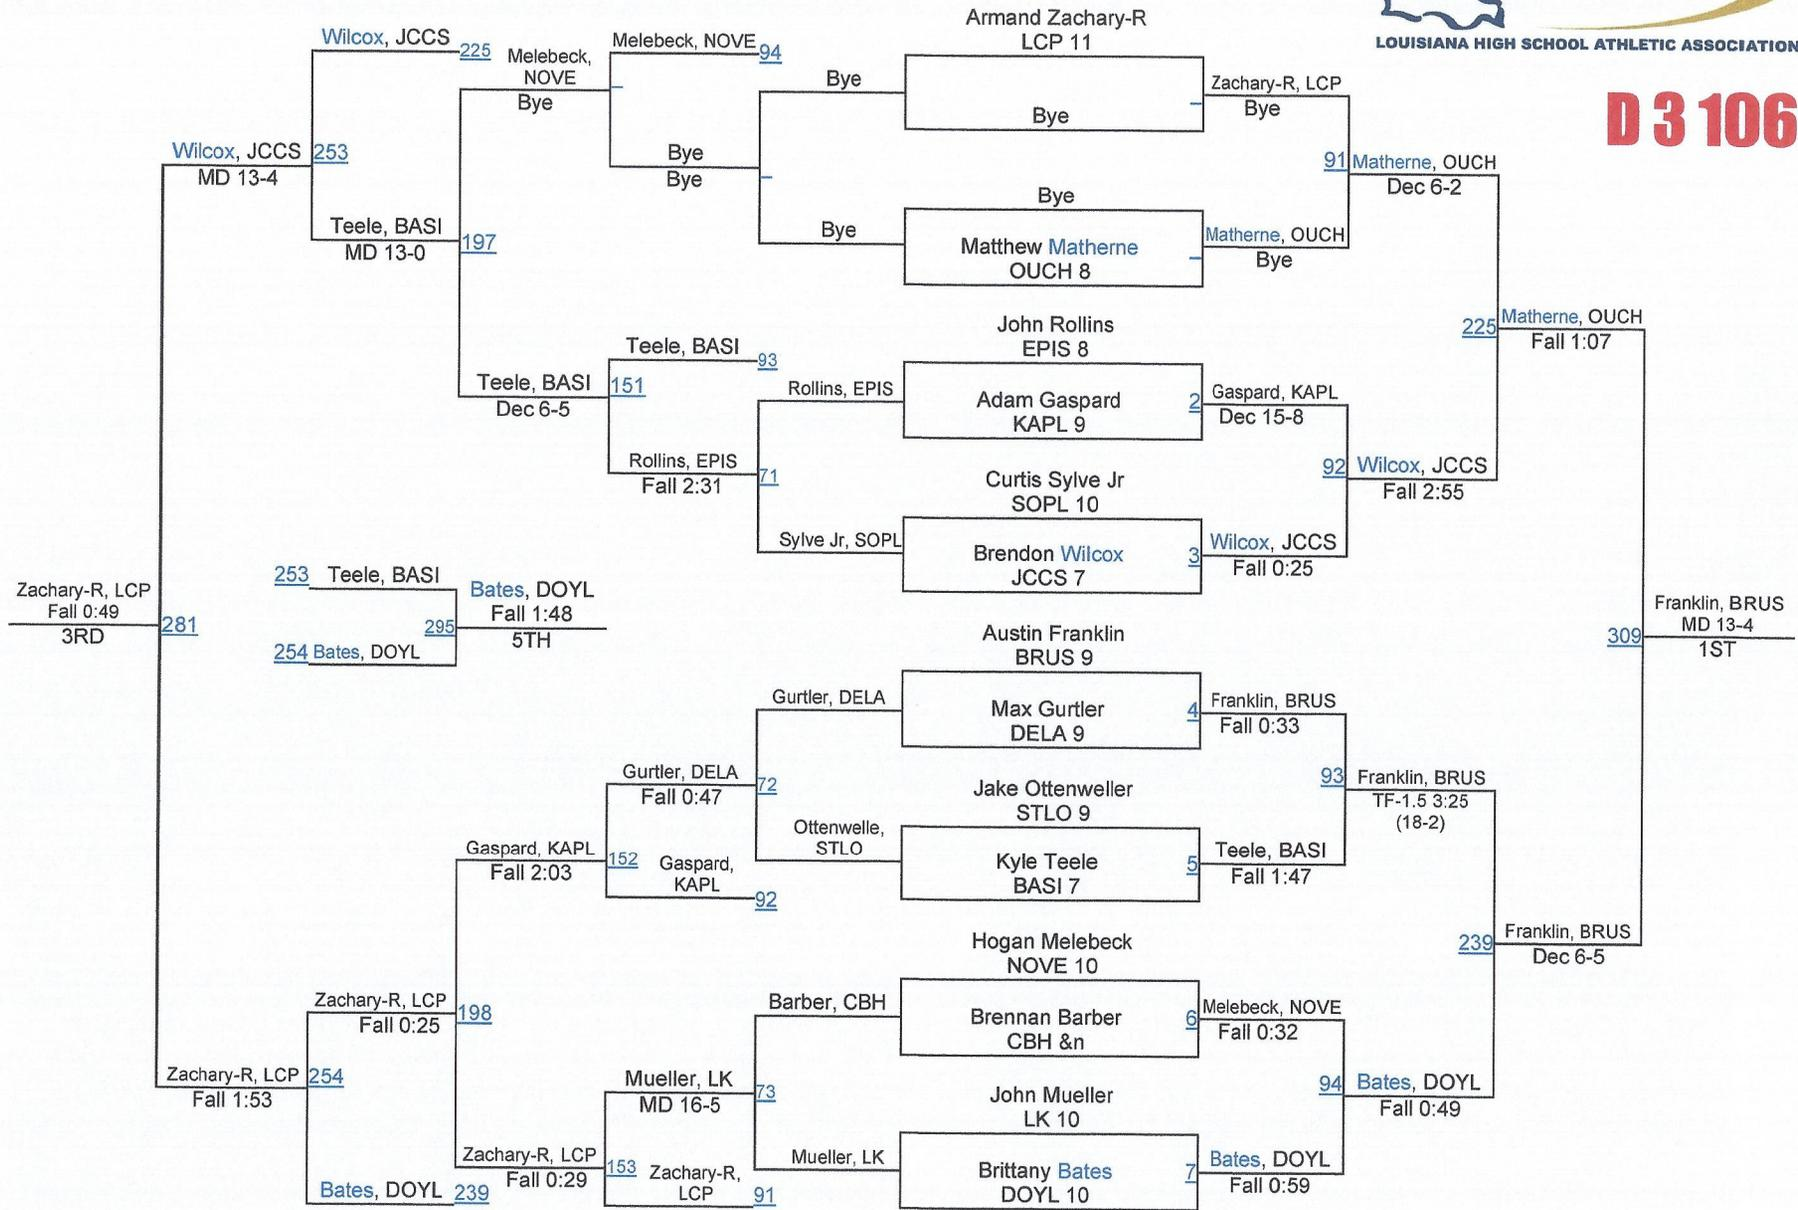 LOUISIANA HIGH SCHOOL ATHLETIC ASSOCIATION
D 3 106
Armand Zachary-R
LCP 11
Bye
Bye
Matthew Matherne
OUCH 8
John Rollins
EPIS 8
Adam Gaspard
KAPL 9
2
Curtis Sylve Jr
SOPL 10
Brendon Wilcox
JCCS 7
3
Austin Franklin
BRUS 9
Max Gurtler
DELA 9
4
Jake Ottenweller
STLO 9
Kyle Teele
BASI 7
5
Hogan Melebeck
NOVE 10
Brennan Barber
CBH &n
6
John Mueller
LK 10
Brittany Bates
DOYL 10
7
Zachary-R, LCP
Bye
Matherne, OUCH
Bye
Gaspard, KAPL
Dec 15-8
Wilcox, JCCS
Fall 0:25
Franklin, BRUS
Fall 0:33
Teele, BASI
Fall 1:47
Melebeck, NOVE
Fall 0:32
Bates, DOYL
Fall 0:59
91
Matherne, OUCH
Dec 6-2
92
Wilcox, JCCS
Fall 2:55
93
Franklin, BRUS
TF-1.5 3:25
(18-2)
94
Bates, DOYL
Fall 0:49
225
Matherne, OUCH
Fall 1:07
239
Franklin, BRUS
Dec 6-5
309
Franklin, BRUS
MD 13-4
1ST
Bye
Bye
Rollins, EPIS
Sylve Jr, SOPL
Gurtler, DELA
Ottenwelle,
STLO
Barber, CBH
Mueller, LK
Melebeck, NOVE
94
Bye
Bye
Teele, BASI
93
Rollins, EPIS
Fall 2:31
71
Gurtler, DELA
Fall 0:47
72
Gaspard,
KAPL
92
Mueller, LK
MD 16-5
73
Zachary-R,
LCP
91
Melebeck,
NOVE
Bye
Teele, BASI
Dec 6-5
151
Gaspard, KAPL
Fall 2:03
152
Zachary-R, LCP
Fall 0:29
153
Wilcox, JCCS
225
Teele, BASI
MD 13-0
197
Zachary-R, LCP
Fall 0:25
198
Bates, DOYL
239
Wilcox, JCCS
MD 13-4
253
Zachary-R, LCP
Fall 1:53
254
Zachary-R, LCP
Fall 0:49
3RD
281
253 Teele, BASI
254 Bates, DOYL
295
Bates, DOYL
Fall 1:48
5TH